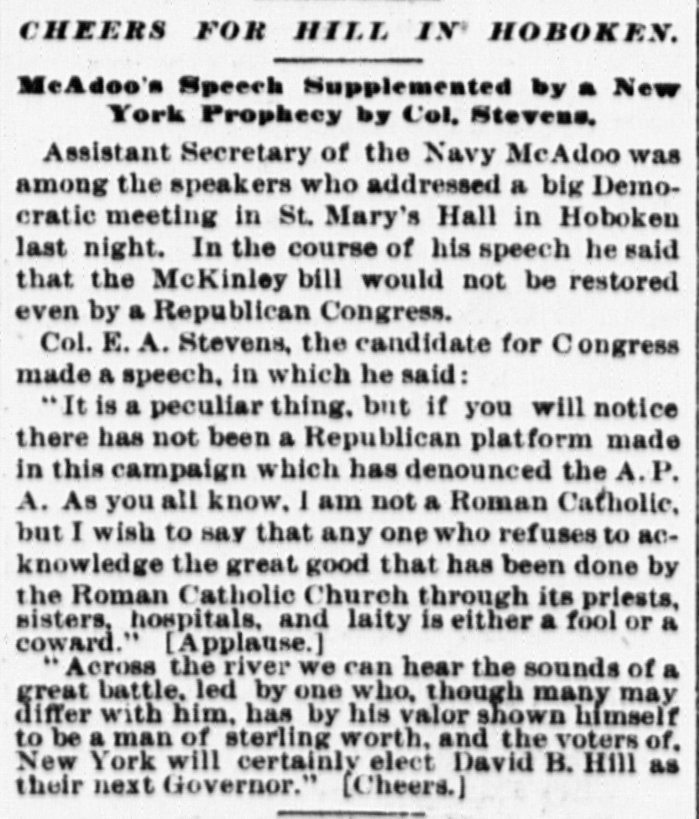 CHEERS FOR HILL IN HOBOKEN.
McAdoo's Speech Supplemented by a New
York Prophecy by Col. Stevens.
Assistant Secretary of the Navy McAdoo was
among the speakers who addressed a big Demo-
cratic meeting in St. Mary's Hall in Hoboken
last night. In the course of his speech he said
that the McKinley bill would not be restored
even by a Republican Congress.
Col. E. A. Stevens, the candidate for Congress
made a speech, in which he said:
"It is a peculiar thing, but if you will notice
there has not been a Republican platform made
in this campaign which has denounced the A. P.
A. As you all know, I am not a Roman Catholic,
but I wish to say that any one who refuses to ac-
knowledge the great good that has been done by
the Roman Catholic Church through its priests,
sisters, hospitals, and laity is either a fool or a
coward." [Applause.]
"Across the river we can hear the sounds of a
great battle, led by one who, though many may
differ with him, has by his valor shown himself
to be a man of sterling worth, and the voters of.
New York will certainly elect David B. Hill as
their next Governor." [Cheers.]